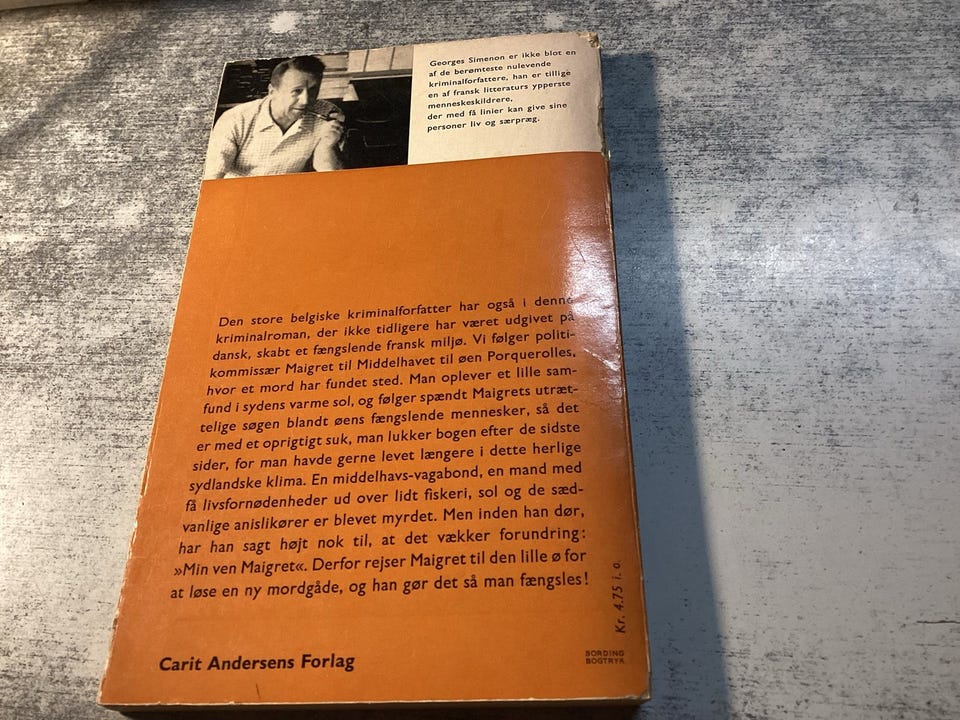 Georges Simenon er ikke blot en
af de berømteste nulevende
kriminalforfattere, han er tillige
en af fransk litteraturs ypperste
menneskeskildrere,
der med få linier kan give sine
personer liv og særpræg.
Den store belgiske kriminalforfatter har også i denne
kriminalroman, der ikke tidligere har været udgivet på
dansk, skabt et fængslende fransk miljø. Vi følger politi-
kommissær Maigret til Middelhavet til øen Porquerolles,
hvor et mord har fundet sted. Man oplever et lille sam-
fund i sydens varme sol, og følger spændt Maigrets utræt-
telige søgen blandt øens fængslende mennesker, så det
er med et oprigtigt suk, man lukker bogen efter de sidste
sider, for man havde gerne levet længere i dette herlige
sydlandske klima. En middelhavs-vagabond, en mand med
få livsfornødenheder ud over lidt fiskeri, sol og de sæd-
vanlige anislikører er blevet myrdet. Men inden han dør,
har han sagt højt nok til, at det vækker forundring:
»Min ven Maigret«. Derfor rejser Maigret til den lille ø for
at løse en ny mordgåde, og han gør det så man fængsles!
Kr. 4.75 i. o.
Carit Andersens Forlag
BORDING
BOGTRYK